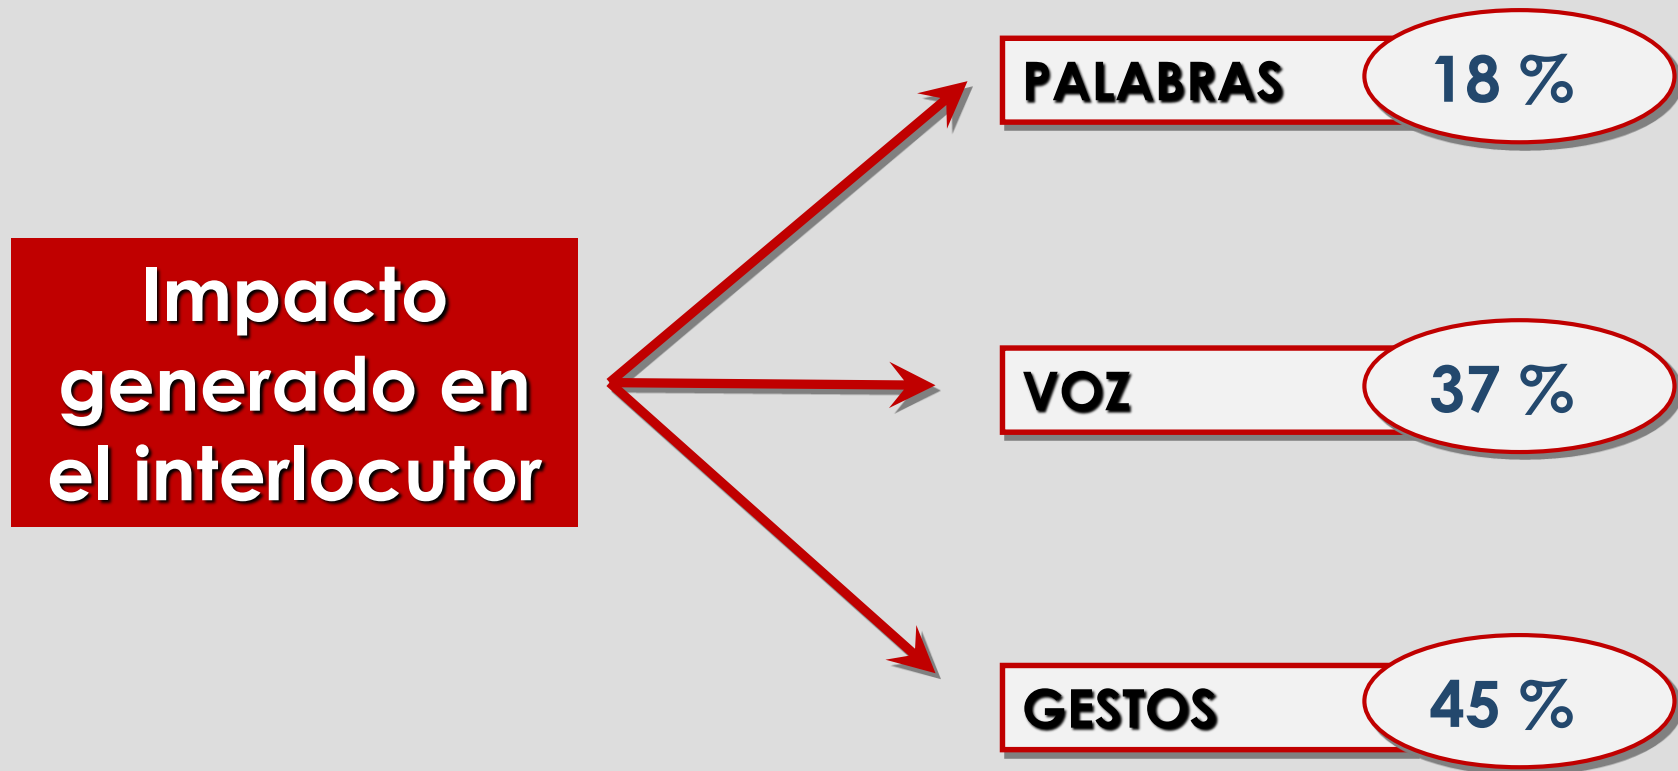 Impacto
generado en
el interlocutor
PALABRAS 18 %
VOZ 37 %
GESTOS 45 %